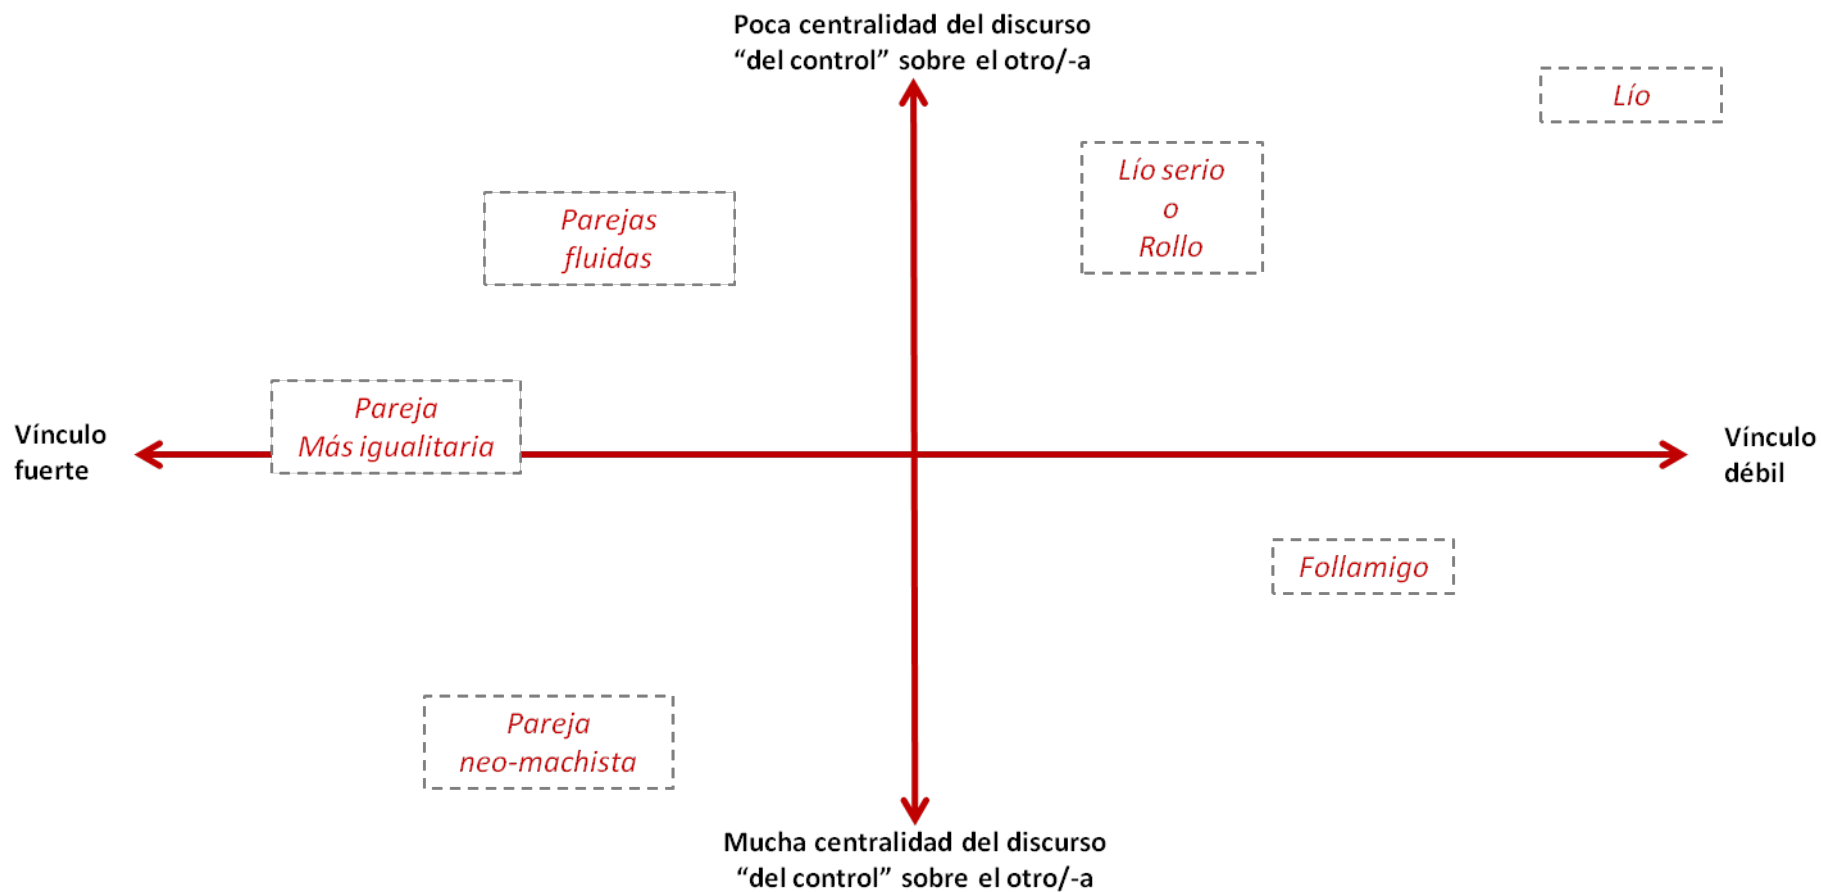 Poca centralidad del discurso
“del control” sobre el otro/-a
Lío
Lío serio
o
Rollo
Parejas
fluidas
Pareja
Más igualitaria
Vínculo
fuerte
Vínculo
débil
Follamigo
Pareja
neo-machista
Mucha centralidad del discurso
“del control” sobre el otro/-a